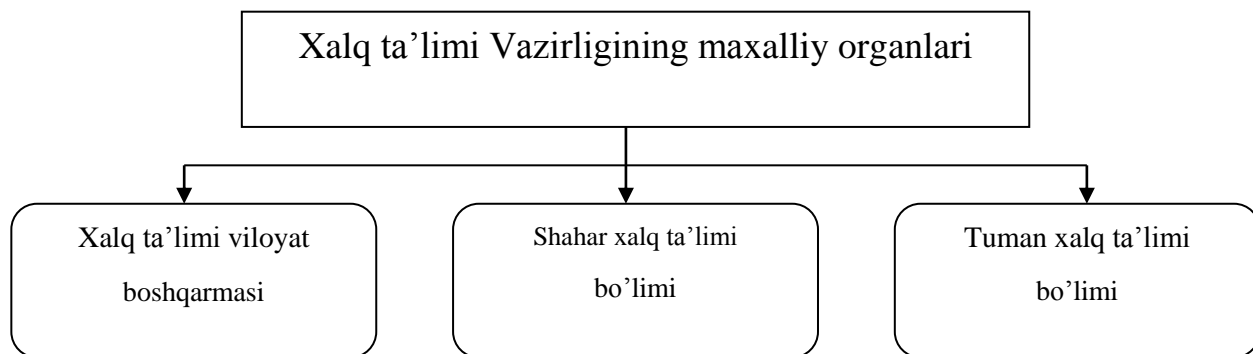 Xalq ta’limi Vazirligining maxalliy organlari
Xalq ta’limi viloyat
boshqarmasi
Shahar xalq ta’limi
bo’limi
Tuman xalq ta’limi
bo’limi